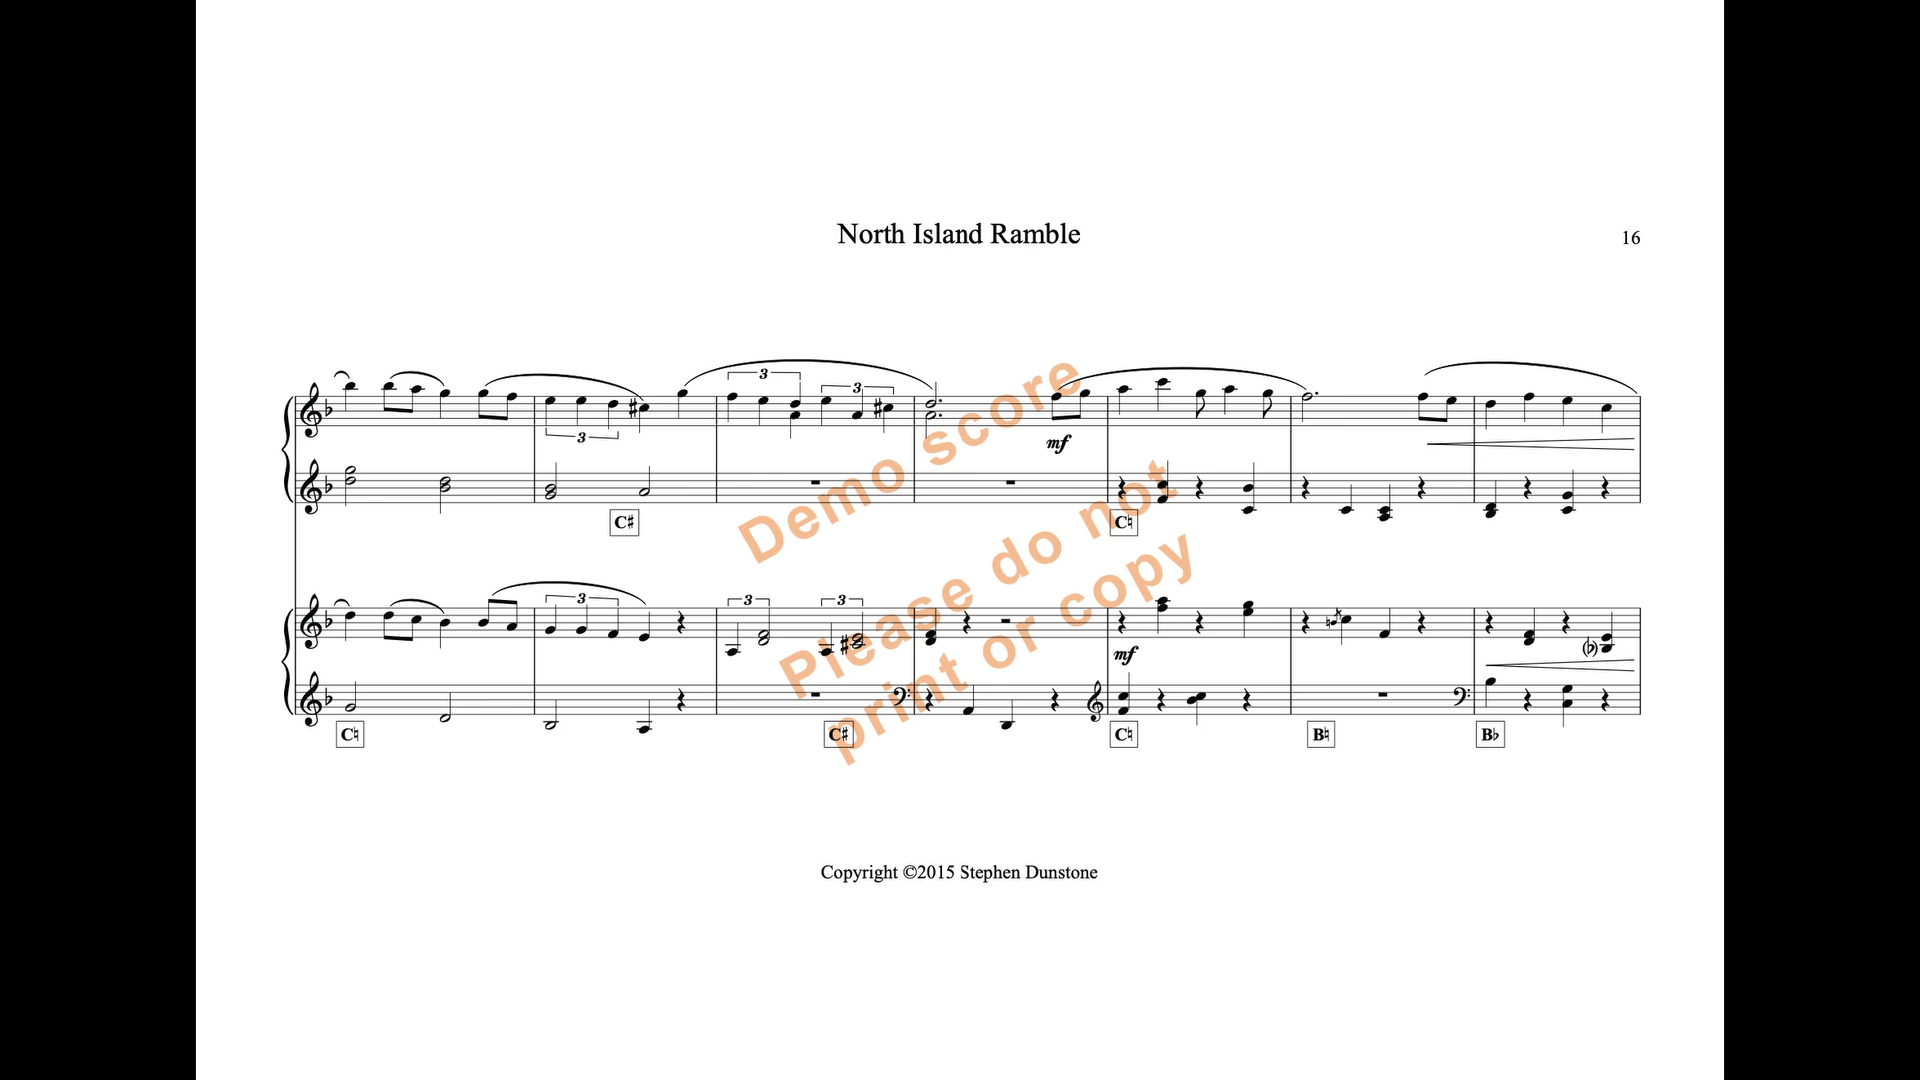 North Island Ramble
16
3
3
3
mf
C♯
C♮
Demo score
Please do not
print or copy
3
3
3
mf
(♭)
C♮
C♯
C♮
B♮
B♭
Copyright ©2015 Stephen Dunstone